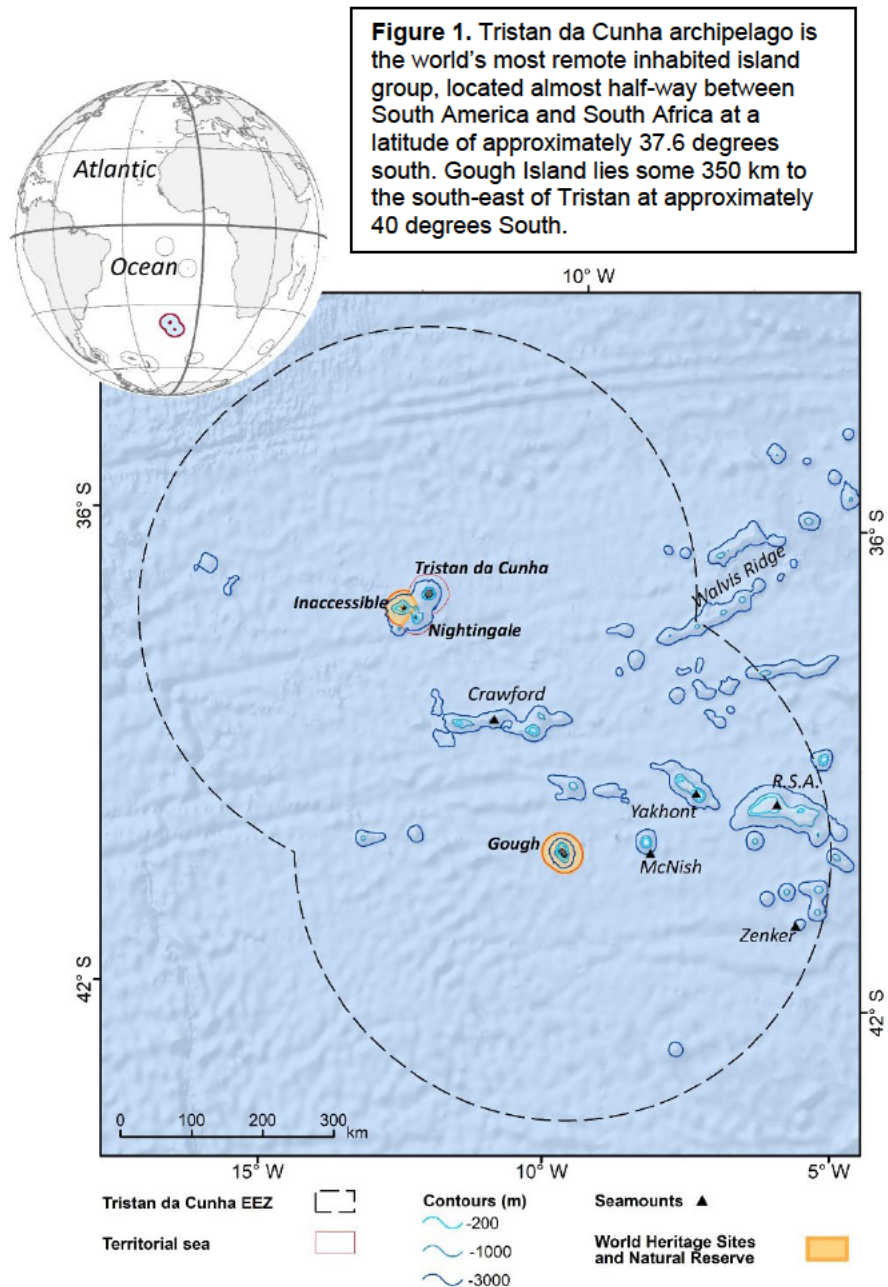 Figure 1. Tristan da Cunha archipelago is
the world's most remote inhabited island
group, located almost half-way between
South America and South Africa at a
latitude of approximately 37.6 degrees
south. Gough Island lies some 350 km to
the south-east of Tristan at approximately
40 degrees South.
Atlantic
Ocean
10° W
36° S
36° S
Walvis Ridge
Tristan da Cunha
Inaccessible
Nightingale
Crawford
R.S.A.
Yakhont
Gough
McNish
Zenker
42° S
42° S
0 100 200 300
km
15° W 10° W 5° W
Tristan da Cunha EEZ
Territorial sea
Contours (m)
-200
-1000
-3000
Seamounts
World Heritage Sites
and Natural Reserve